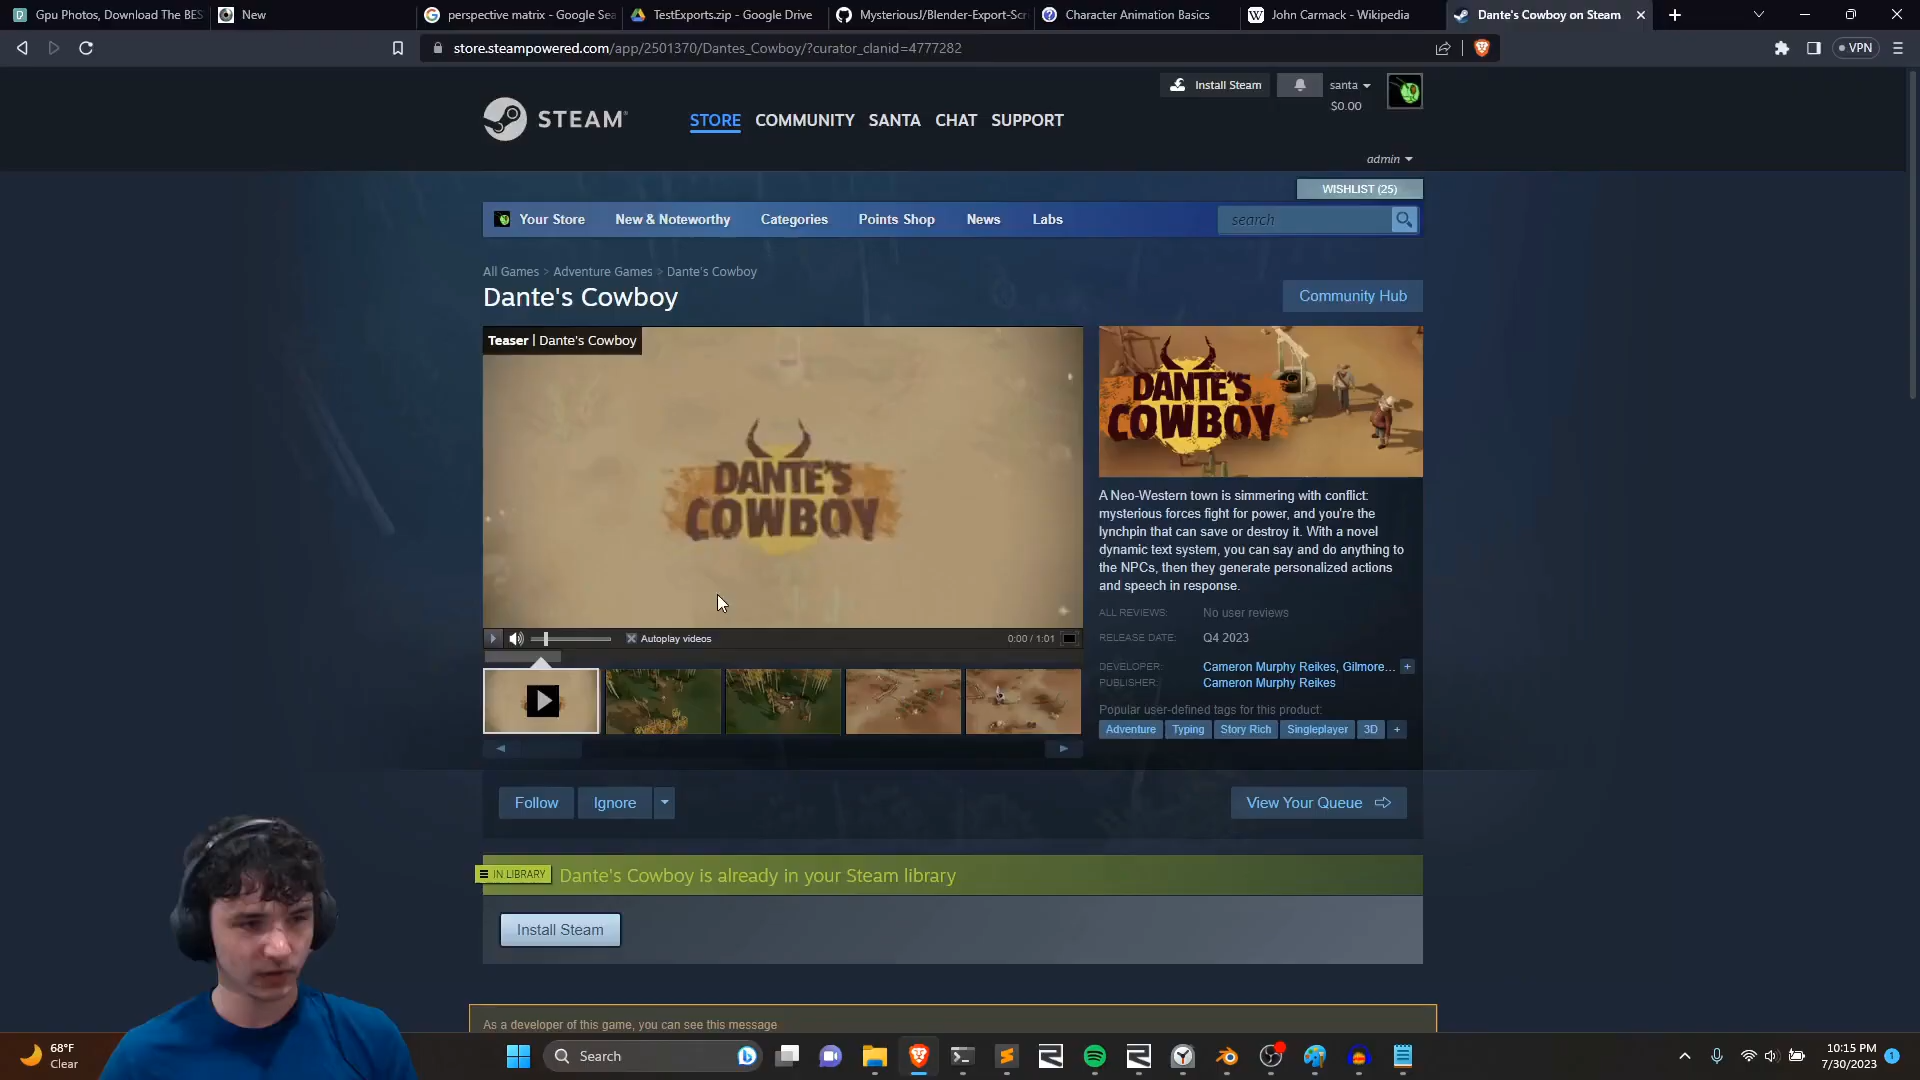 Gpu Photos, Download The BES
New
perspective matrix - Google Sea
TestExports.zip - Google Drive
MysteriousJ/Blender-Export-Scr
Character Animation Basics
John Carmack - Wikipedia
Dante's Cowboy on Steam
store.steampowered.com/app/2501370/Dantes_Cowboy/?curator_clanid=4777282
VPN
Install Steam
santa
$0.00
STEAM
STORE COMMUNITY SANTA CHAT SUPPORT
admin
WISHLIST (25)
Your Store New & Noteworthy Categories Points Shop News Labs
search
All Games > Adventure Games > Dante's Cowboy
Dante's Cowboy
Community Hub
Teaser | Dante's Cowboy
DANTE'S
COWBOY
DANTE'S
COWBOY
A Neo-Western town is simmering with conflict:
mysterious forces fight for power, and you're the
lynchpin that can save or destroy it. With a novel
dynamic text system, you can say and do anything to
the NPCs, then they generate personalized actions
and speech in response.
ALL REVIEWS: No user reviews
RELEASE DATE: Q4 2023
DEVELOPER: Cameron Murphy Reikes, Gilmore... +
PUBLISHER: Cameron Murphy Reikes
Popular user-defined tags for this product:
Adventure Typing Story Rich Singleplayer 3D +
Autoplay videos
0:00 / 1:01
Follow
Ignore
View Your Queue
IN LIBRARY
Dante's Cowboy is already in your Steam library
Install Steam
As a developer of this game, you can see this message
68°F
Clear
Search
10:15 PM
7/30/2023
1